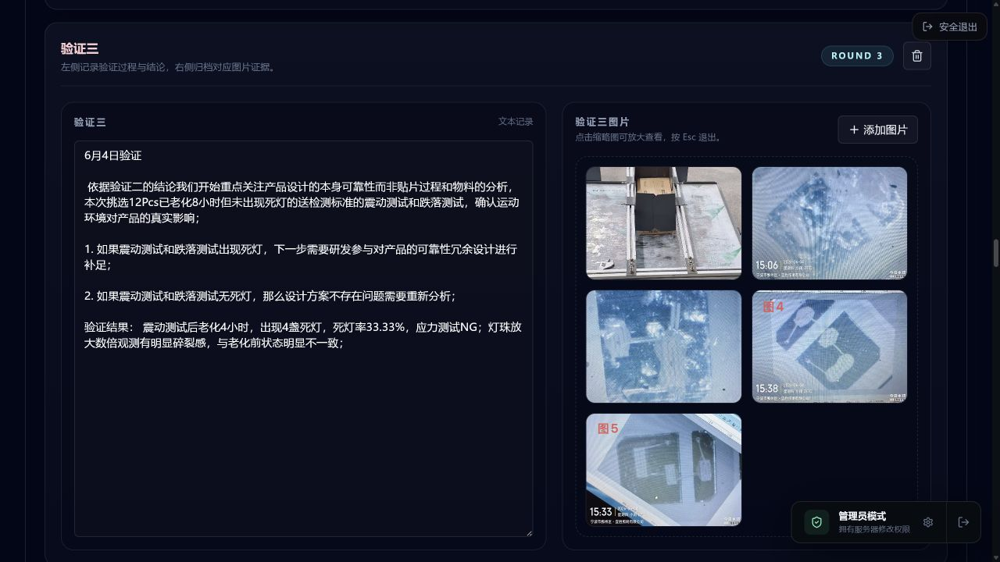 安全退出
验证三
左侧记录验证过程与结论，右侧归档对应图片证据。
ROUND 3
验证三
文本记录
6月4日验证
依据验证二的结论我们开始重点关注产品设计的本身可靠性而非贴片过程和物料的分析，
本次挑选12Pcs已老化8小时但未出现死灯的送检测标准的震动测试和跌落测试，确认运动
环境对产品的真实影响；
1. 如果震动测试和跌落测试出现死灯，下一步需要研发参与对产品的可靠性冗余设计进行
补足；
2. 如果震动测试和跌落测试无死灯，那么设计方案不存在问题需要重新分析；
验证结果： 震动测试后老化4小时，出现4盏死灯，死灯率33.33%，应力测试NG；灯珠放
大数倍观测有明显碎裂感，与老化前状态明显不一致；
验证三图片
点击缩略图可放大查看，按 Esc 退出。
添加图片
15:06
图4
15:38
图5
15:33
管理员模式
拥有服务器修改权限